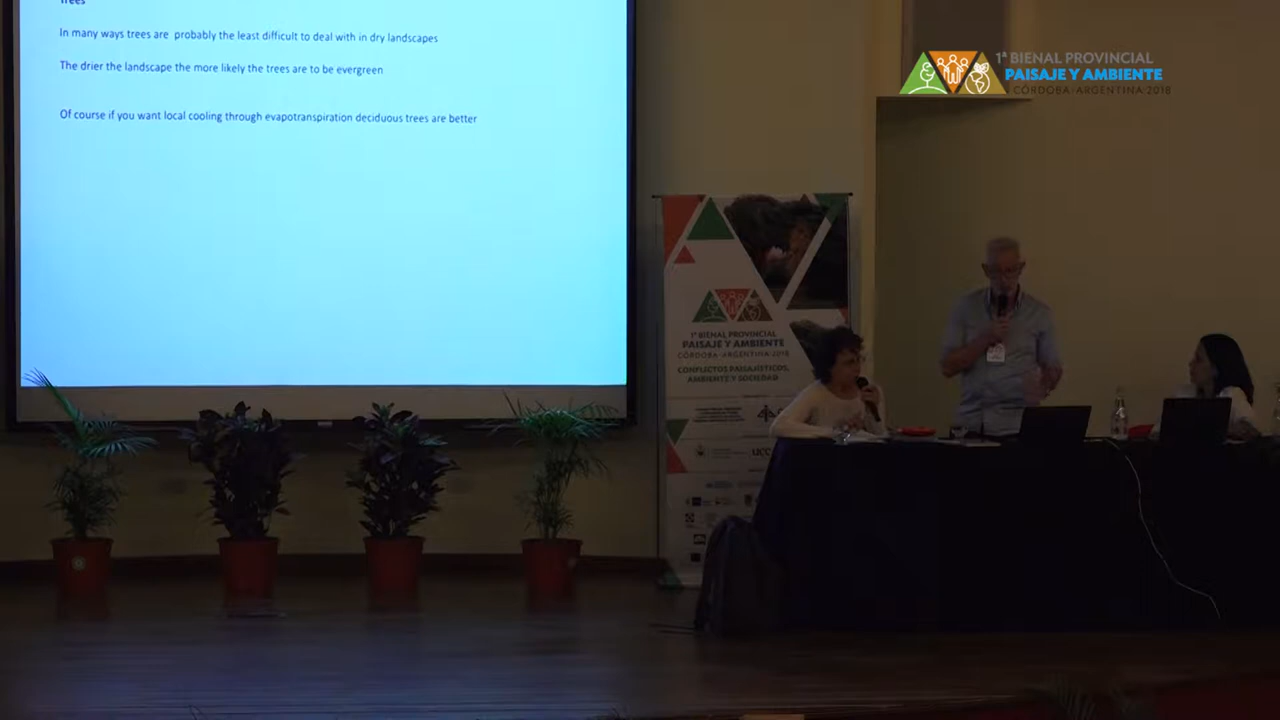 Trees
In many ways trees are probably the least difficult to deal with in dry landscapes
The drier the landscape the more likely the trees are to be evergreen
Of course if you want local cooling through evapotranspiration deciduous trees are better
1ª BIENAL PROVINCIAL
PAISAJE Y AMBIENTE
CÓRDOBA-ARGENTINA 2018
1ª BIENAL PROVINCIAL
PAISAJE Y AMBIENTE
CÓRDOBA-ARGENTINA 2018
CONFLICTOS PAISAJÍSTICOS,
AMBIENTE Y SOCIEDAD
UCC